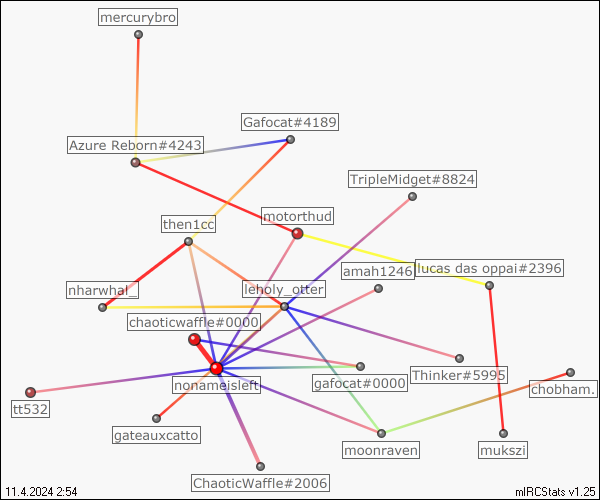 mercurybro
Gafocat#4189
Azure Reborn#4243
TripleMidget#8824
motorthud
then1cc
amah1246
lucas das oppai#2396
nharwhal_
leholy_otter
chaoticwaffle#0000
Thinker#5995
nonameisleft
gafocat#0000
chobham.
tt532
gateauxcatto
moonraven
mukszi
ChaoticWaffle#2006
11.4.2024 2:54
mIRCStats v1.25